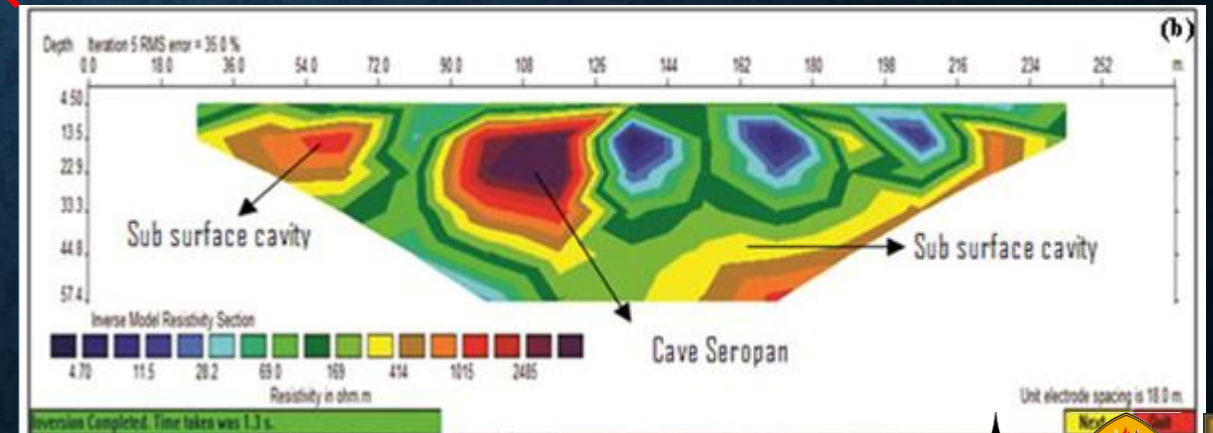 (b)
Depth Iteration 5 RMS error = 35.0 %
0.0 18.0 36.0 54.0 72.0 90.0 108 126 144 162 180 198 216 234 252 m.
4.50
13.5
22.9
33.3
44.8
57.4
Sub surface cavity
Sub surface cavity
Cave Seropan
Inverse Model Resistivity Section
4.70 11.5 28.2 69.0 169 414 1015 2485
Resistivity in ohm.m
Unit electrode spacing is 18.0 m.
Inversion Completed. Time taken was 1.3 s.
Next Quit